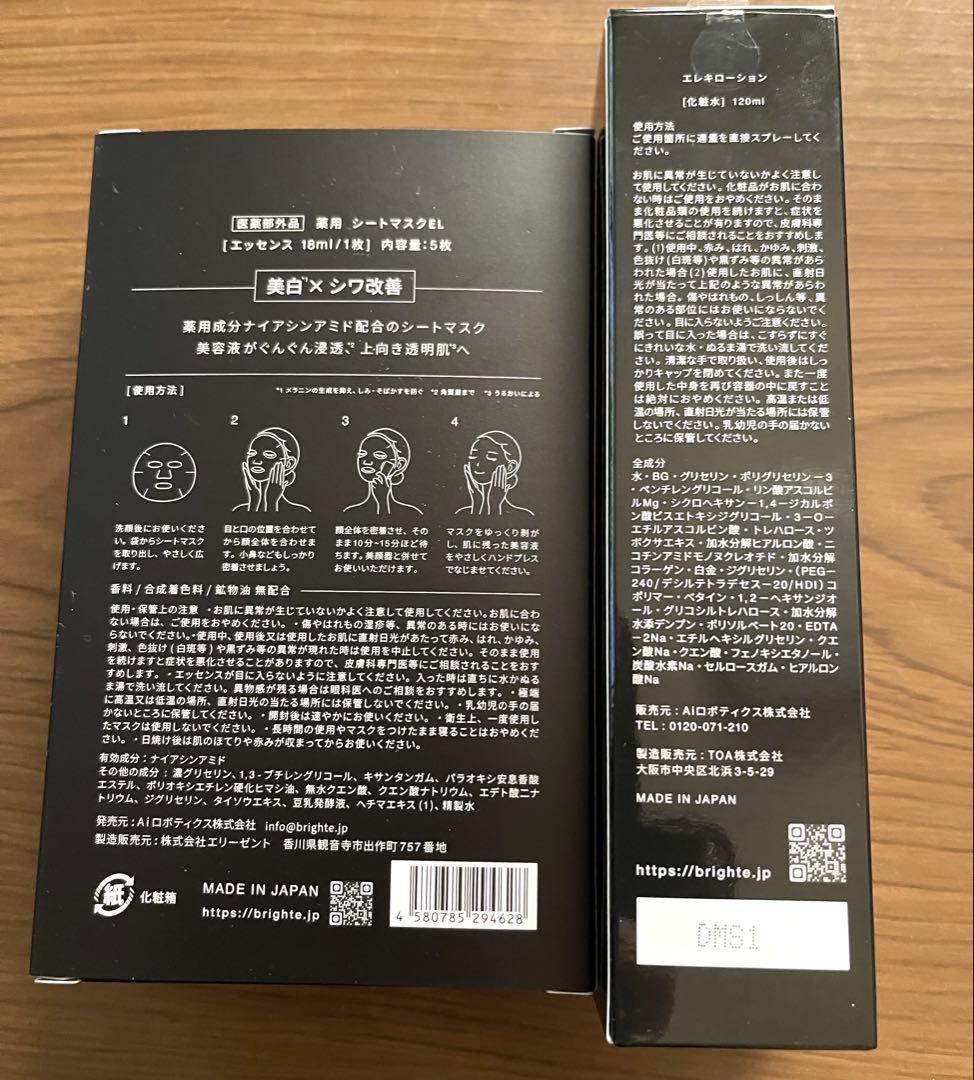 医薬部外品 薬用 シートマスクEL
[エッセンス 18ml/1枚] 内容量:5枚
美白*1× シワ改善
薬用成分ナイアシンアミド配合のシートマスク
美容液がぐんぐん浸透、*2 上向き透明肌*3へ
[使用方法] *1 メラニンの生成を抑え、しみ・そばかすを防ぐ *2 角質層まで *3 うるおいによる
1 2 3 4
洗顔後にお使いくださ
い。袋からシートマスク
を取り出し、やさしく広
げます。
目と口の位置を合わせて
から顔全体を合わせま
す。小鼻などもしっかり
密着させましょう。
顔全体を密着させ、その
まま10分~15分ほど待
ちます。美顔器と併せて
お使いいただけます。
マスクをゆっくり剥が
し、肌に残った美容液
をやさしくハンドプレス
でなじませてください。
香料/合成着色料/鉱物油 無配合
使用・保管上の注意 ・お肌に異常が生じていないかよく注意して使用してください。お肌に合わ
ない場合は、ご使用をおやめください。・傷やはれもの湿疹等、異常のある時はお使いにな
らないでください。・使用中、使用後又は使用したお肌に直射日光があたって赤み、はれ、かゆみ、
刺激、色抜け(白斑等)や黒ずみ等の異常が現れた時は使用を中止してください。そのまま使用
を続けますと症状を悪化させることがありますので、皮膚科専門医等にご相談されることをおす
すめします。・エッセンスが目に入らないように注意してください。入った時は直ちに水かぬる
ま湯で洗い流してください。異物感が残る場合は眼科医へのご相談をおすすめします。・極端
に高温又は低温の場所、直射日光の当たる場所には保管しないでください。・乳幼児の手の届
かないところに保管してください。・開封後は速やかにお使いください。・衛生上、一度使用し
たマスクは使用しないでください。・長時間の使用やマスクをつけたまま寝ることはおやめくだ
さい。・日焼け後は肌のほてりや赤みが収まってからお使いください。
有効成分:ナイアシンアミド
その他の成分:濃グリセリン、1,3-ブチレングリコール、キサンタンガム、パラオキシ安息香酸
エステル、ポリオキシエチレン硬化ヒマシ油、無水クエン酸、クエン酸ナトリウム、エデト酸二ナ
トリウム、ジグリセリン、タイソウエキス、豆乳発酵液、ヘチマエキス(1)、精製水
発売元:Aiロボティクス株式会社 info@brighte.jp
製造販売元:株式会社エリーゼント 香川県観音寺市出作町757番地
紙 化粧箱
MADE IN JAPAN
https://brighte.jp
4 580785 294628
エレキローション
[化粧水] 120ml
使用方法
ご使用箇所に適量を直接スプレーしてく
ださい。
お肌に異常が生じていないかよく注意し
て使用してください。化粧品がお肌に合わ
ない時はご使用をおやめください。そのま
ま化粧品類の使用を続けますと、症状を
悪化させることが有りますので、皮膚科専
門医等にご相談されることをおすすめしま
す。(1)使用中、赤み、はれ、かゆみ、刺激、
色抜け(白斑等)や黒ずみ等の異常があら
われた場合(2)使用したお肌に、直射日
光が当たって上記のような異常があらわ
れた場合。傷やはれもの、しっしん等、異
常のある部位にはお使いにならないでく
ださい。目に入らないようご注意ください。
誤って目に入った場合は、こすらずにすぐ
にきれいな水・ぬるま湯で洗い流してくだ
さい。清潔な手で取り扱い、使用後はしっ
かりキャップを閉めてください。また一度
使用した中身を再び容器の中に戻すこと
は絶対におやめください。高温または低
温の場所、直射日光が当たる場所には保管
しないでください。乳幼児の手の届かない
ところに保管してください。
全成分
水・BG・グリセリン・ポリグリセリン-3
・ペンチレングリコール・リン酸アスコルビ
ルMg・シクロヘキサン-1,4-ジカルボ
ン酸ビスエトキシジグリコール・3-O-
エチルアスコルビン酸・トレハロース・ツ
ボクサエキス・加水分解ヒアルロン酸・ニ
コチンアミドモノヌクレオチド・加水分解
コラーゲン・白金・ジグリセリン・(PEG-
240/デシルテトラデセス-20/HDI)コ
ポリマー・ベタイン・1,2-ヘキサンジオ
ール・グリコシルトレハロース・加水分解
水添デンプン・ポリソルベート20・EDTA
-2Na・エチルヘキシルグリセリン・クエ
ン酸Na・クエン酸・フェノキシエタノール・
炭酸水素Na・セルロースガム・ヒアルロン
酸Na
販売元:Aiロボティクス株式会社
TEL:0120-071-210
製造販売元:TOA株式会社
大阪市中央区北浜3-5-29
MADE IN JAPAN
https://brighte.jp
DMS1